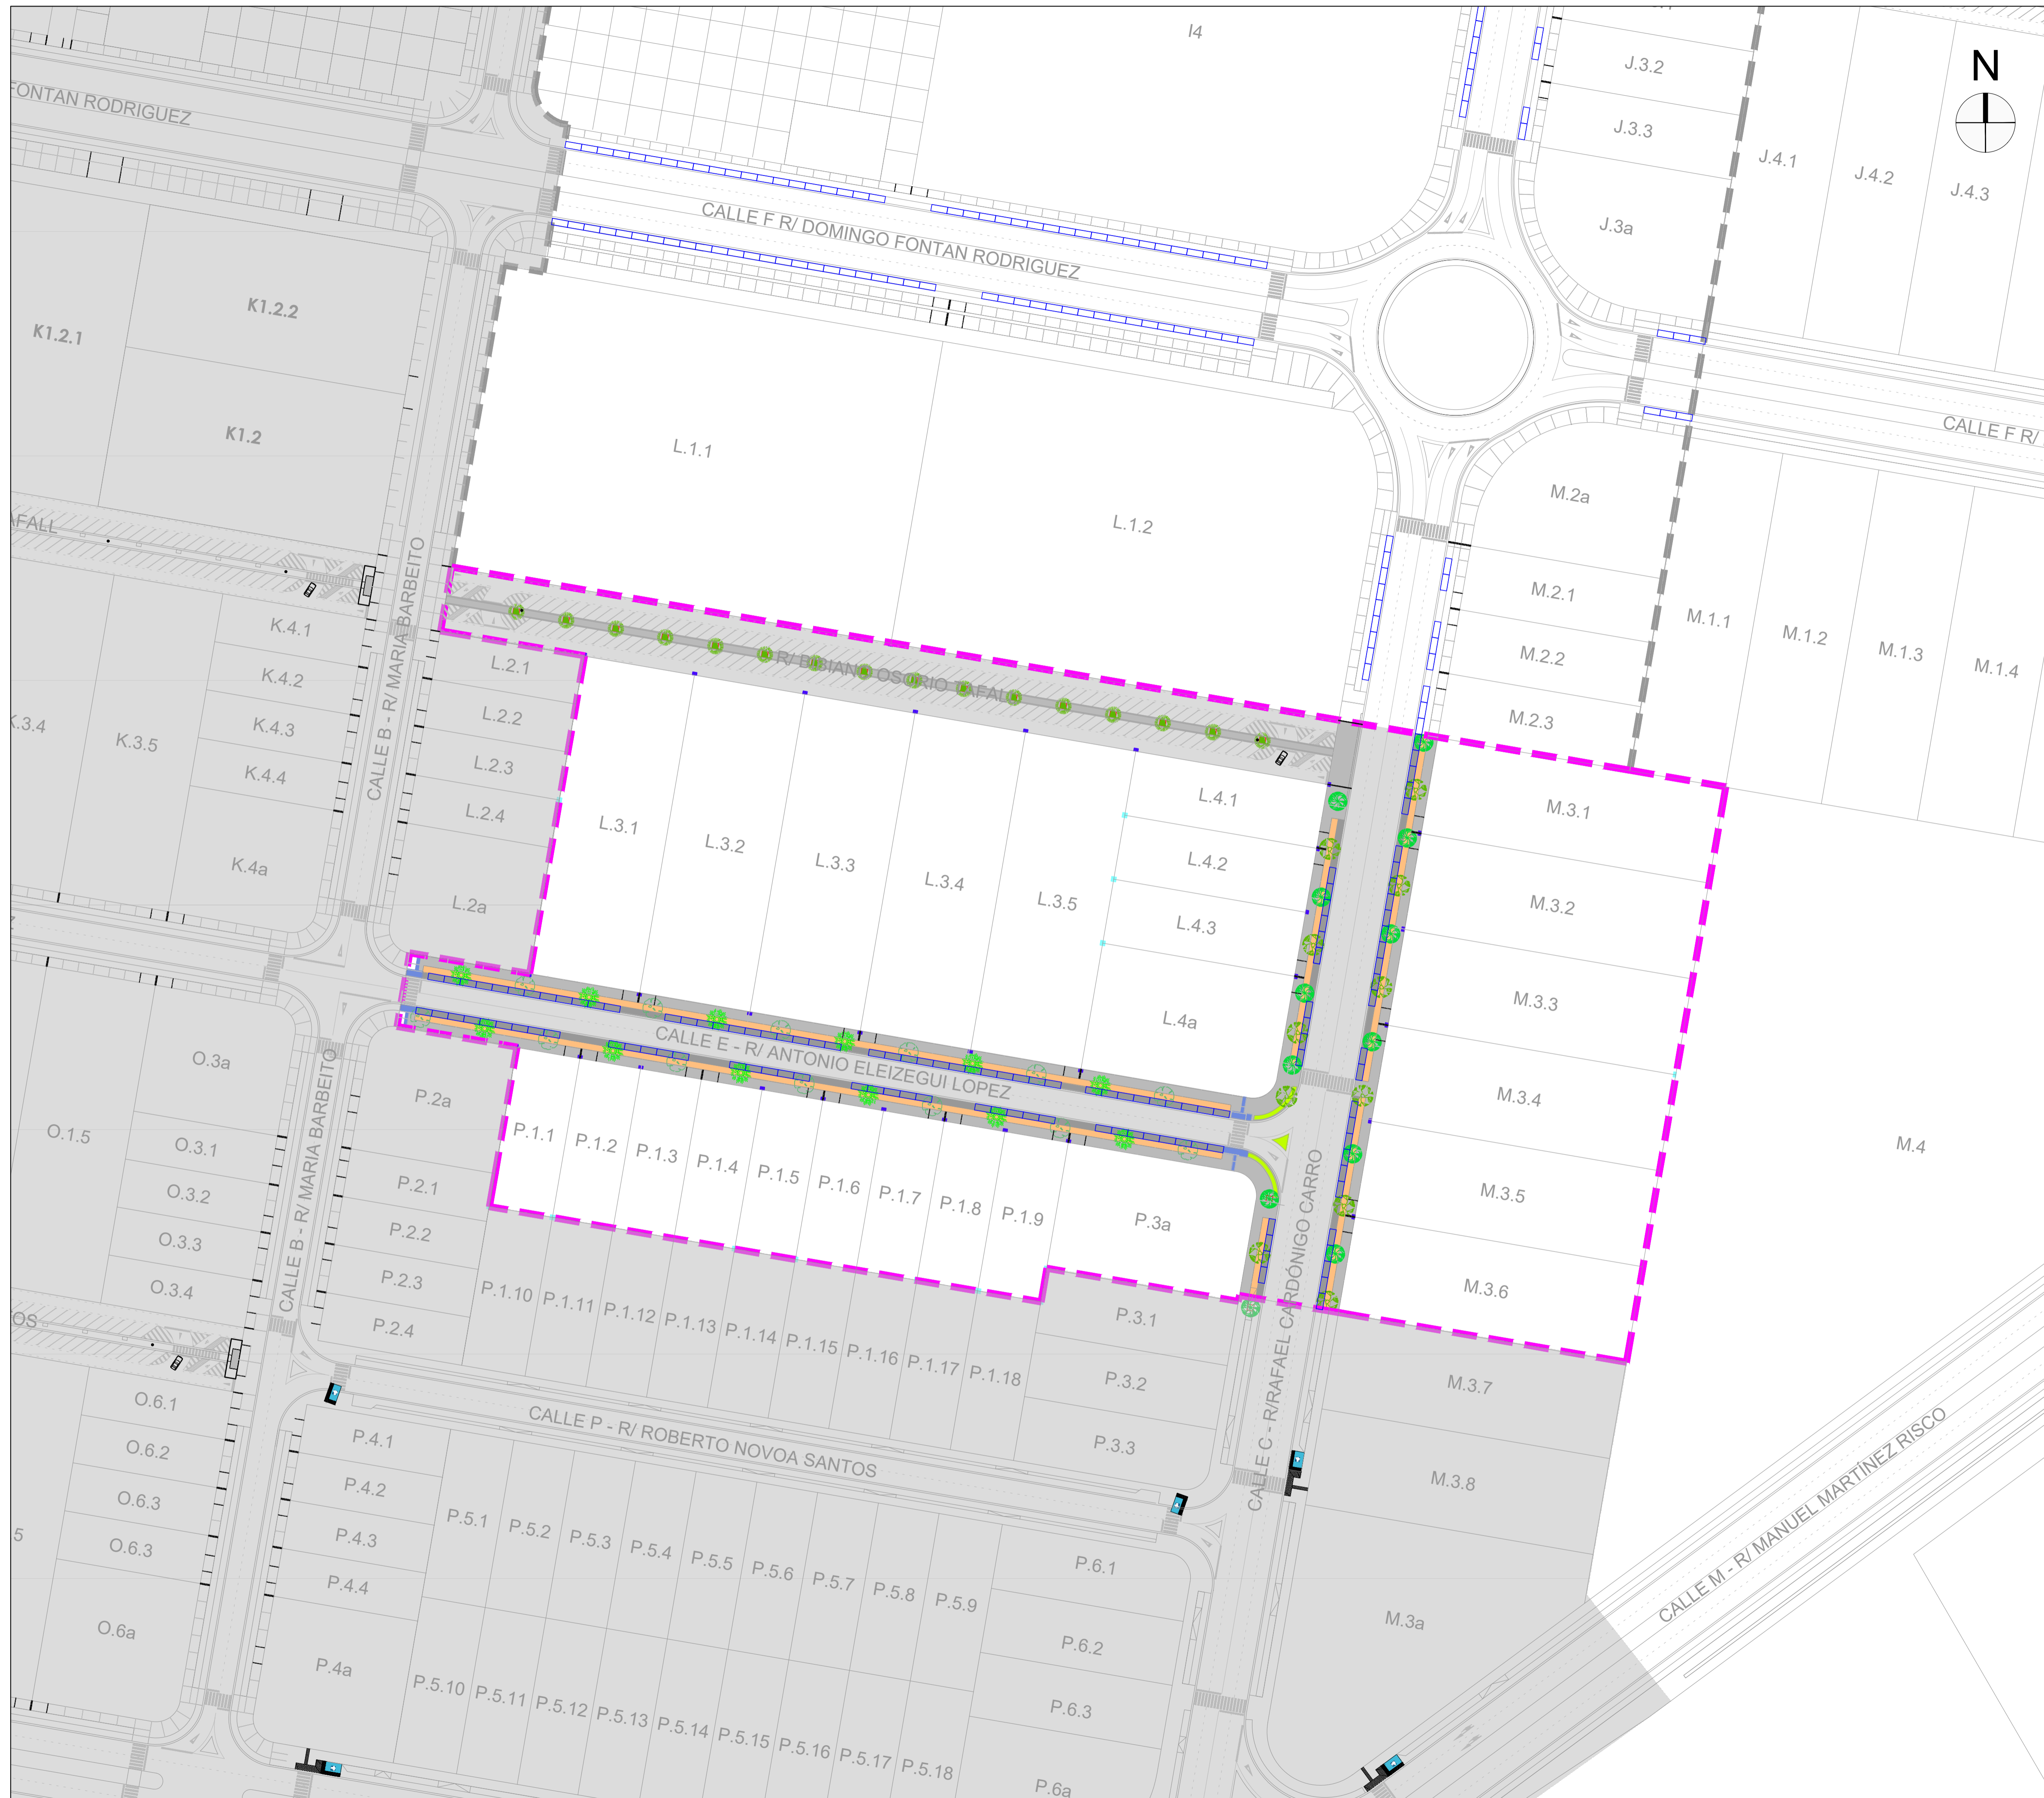 I4
N
J.3.2
J.3.3
J.3a
J.4.1
J.4.2
J.4.3
FONTAN RODRIGUEZ
CALLE F R/ DOMINGO FONTAN RODRIGUEZ
CALLE F R/
K1.2.2
K1.2.1
K1.2
L.1.1
L.1.2
M.2a
M.2.1
M.2.2
M.2.3
M.1.1
M.1.2
M.1.3
M.1.4
AFALL
CALLE B - R/ MARIA BARBEITO
R/ BIBIANO OSORIO TAFALL
K.4.1
K.4.2
K.4.3
K.4.4
K.4a
K.3.4
K.3.5
L.2.1
L.2.2
L.2.3
L.2.4
L.2a
L.3.1
L.3.2
L.3.3
L.3.4
L.3.5
L.4.1
L.4.2
L.4.3
L.4a
M.3.1
M.3.2
M.3.3
M.3.4
M.3.5
M.3.6
M.4
Z
CALLE E - R/ ANTONIO ELEIZEGUI LOPEZ
O.3a
O.1.5
O.3.1
O.3.2
O.3.3
O.3.4
CALLE B - R/ MARIA BARBEITO
P.2a
P.2.1
P.2.2
P.2.3
P.2.4
P.1.1
P.1.2
P.1.3
P.1.4
P.1.5
P.1.6
P.1.7
P.1.8
P.1.9
P.3a
P.1.10
P.1.11
P.1.12
P.1.13
P.1.14
P.1.15
P.1.16
P.1.17
P.1.18
P.3.1
P.3.2
P.3.3
CALLE C - R/RAFAEL CARDÓNIGO CARRO
M.3.7
M.3.8
M.3a
CALLE M - R/ MANUEL MARTÍNEZ RISCO
OS
O.6.1
O.6.2
O.6.3
O.6.3
O.6a
5
CALLE P - R/ ROBERTO NOVOA SANTOS
P.4.1
P.4.2
P.4.3
P.4.4
P.4a
P.5.1
P.5.2
P.5.3
P.5.4
P.5.5
P.5.6
P.5.7
P.5.8
P.5.9
P.6.1
P.6.2
P.6.3
P.6a
P.5.10
P.5.11
P.5.12
P.5.13
P.5.14
P.5.15
P.5.16
P.5.17
P.5.18